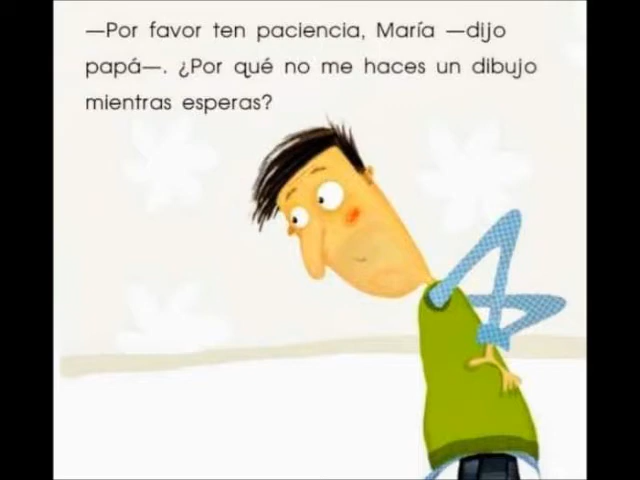 —Por favor ten paciencia, María —dijo
papá—. ¿Por qué no me haces un dibujo
mientras esperas?